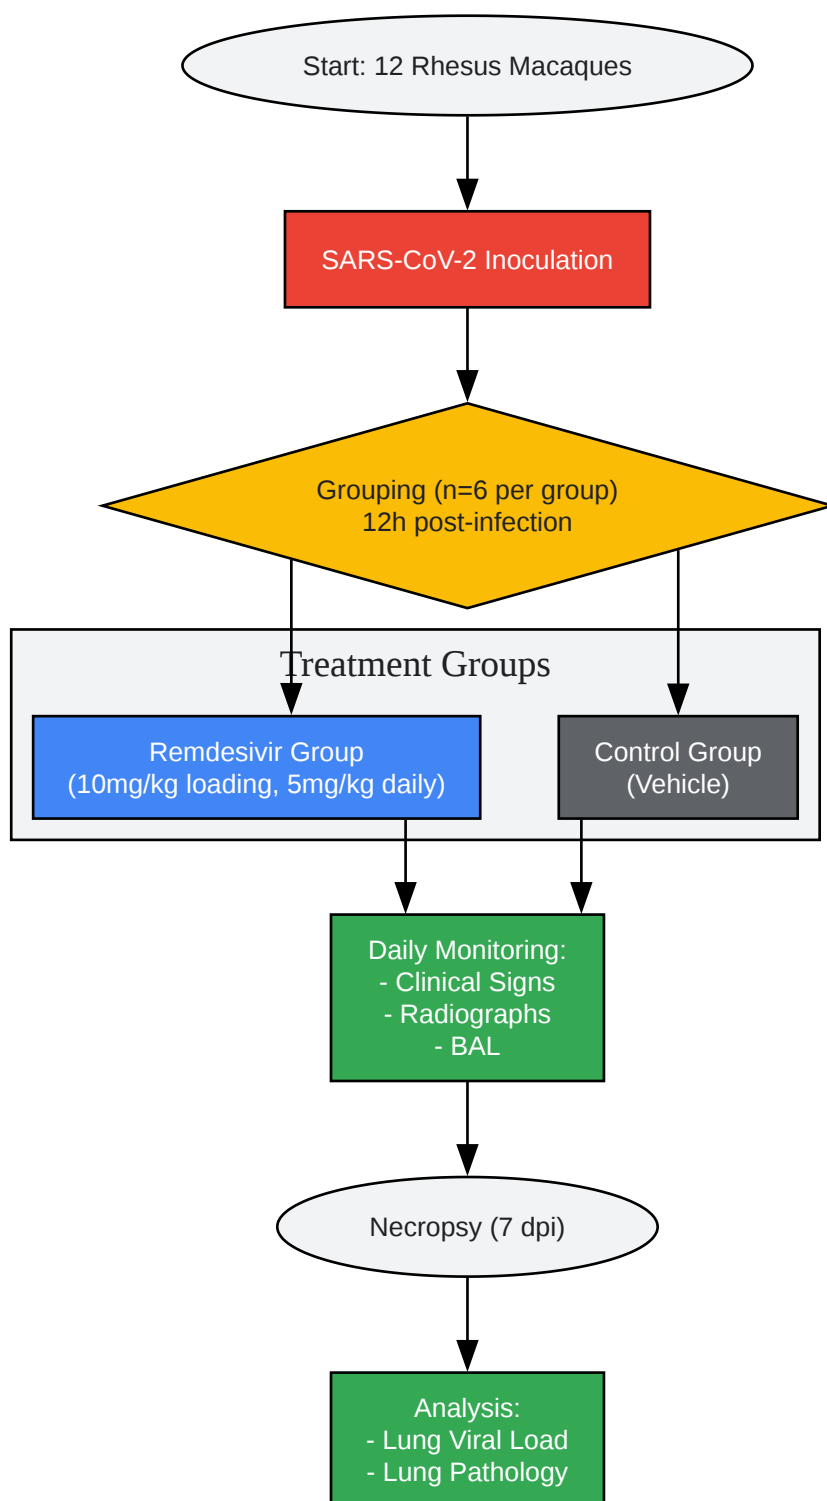 Start: 12 Rhesus Macaques
SARS-CoV-2 Inoculation
Grouping (n=6 per group)
12h post-infection
Treatment Groups
Remdesivir Group
(10mg/kg loading, 5mg/kg daily)
Control Group
(Vehicle)
Daily Monitoring:
- Clinical Signs
- Radiographs
- BAL
Necropsy (7 dpi)
Analysis:
- Lung Viral Load
- Lung Pathology